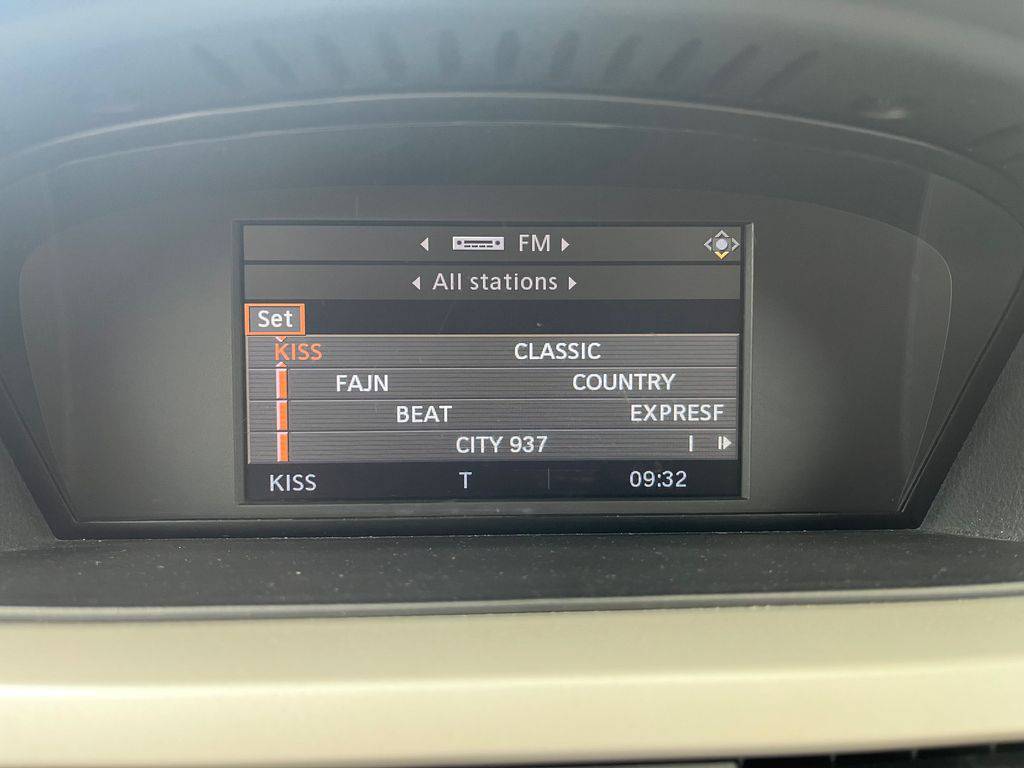 FM
All stations
Set
KISS CLASSIC
FAJN COUNTRY
BEAT EXPRESF
CITY 937 I
KISS T 09:32